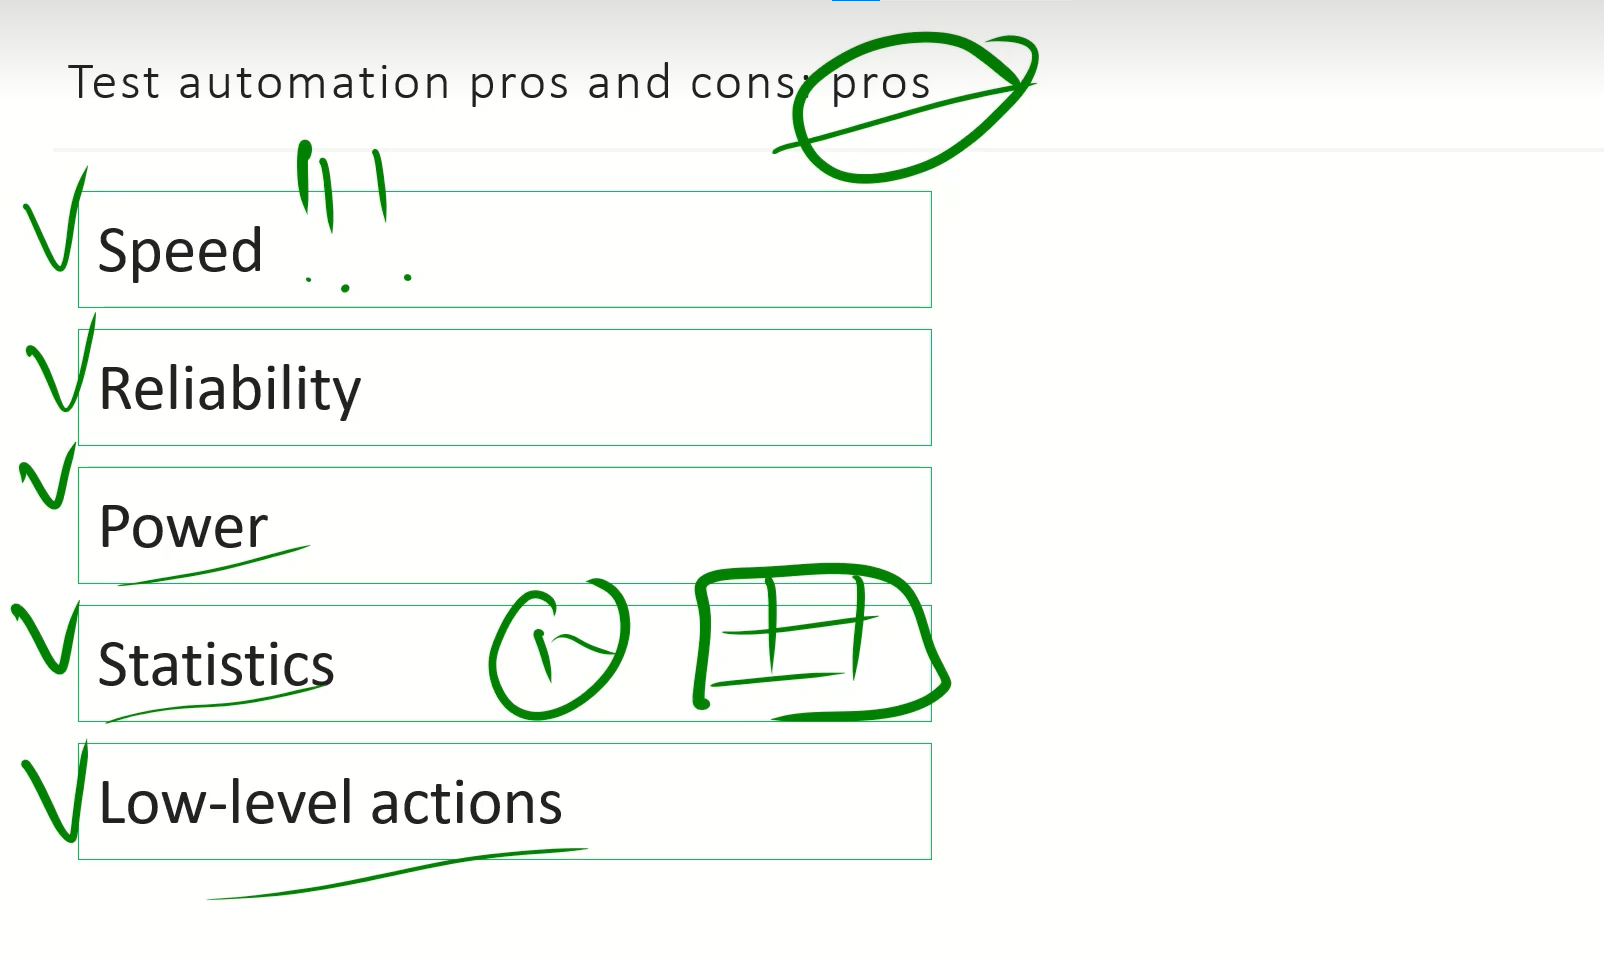 Test automation pros and cons: pros
!!!
Speed
Reliability
Power
Statistics
Low-level actions